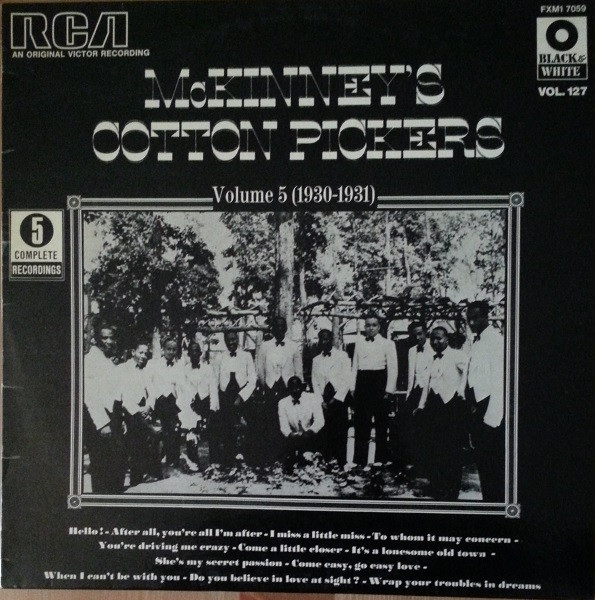 RCA
AN ORIGINAL VICTOR RECORDING
FXM1 7059
BLACK &
WHITE
VOL. 127
McKINNEY'S
COTTON PICKERS
Volume 5 (1930-1931)
5
COMPLETE
RECORDINGS
Hello! - After all, you're all I'm after - I miss a little miss - To whom it may concern -
You're driving me crazy - Come a little closer - It's a lonesome old town -
She's my secret passion - Come easy, go easy love -
When I can't be with you - Do you believe in love at sight? - Wrap your troubles in dreams